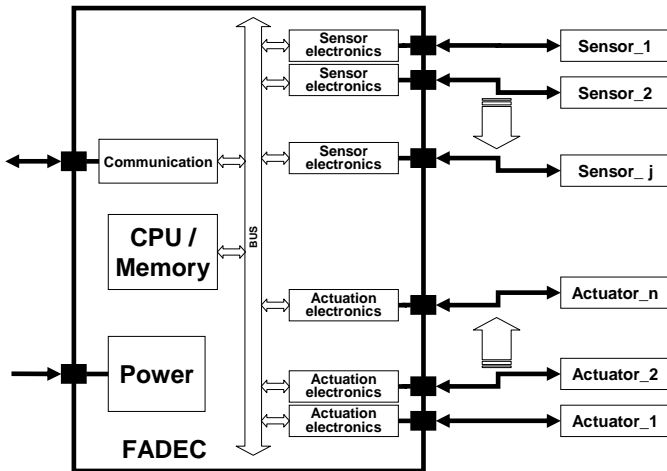 Sensor
electronics
Sensor_1
Sensor
electronics
Sensor_2
Communication
Sensor
electronics
Sensor_ j
CPU /
Memory
BUS
Actuation
electronics
Actuator_n
Power
Actuation
electronics
Actuator_2
Actuation
electronics
Actuator_1
FADEC